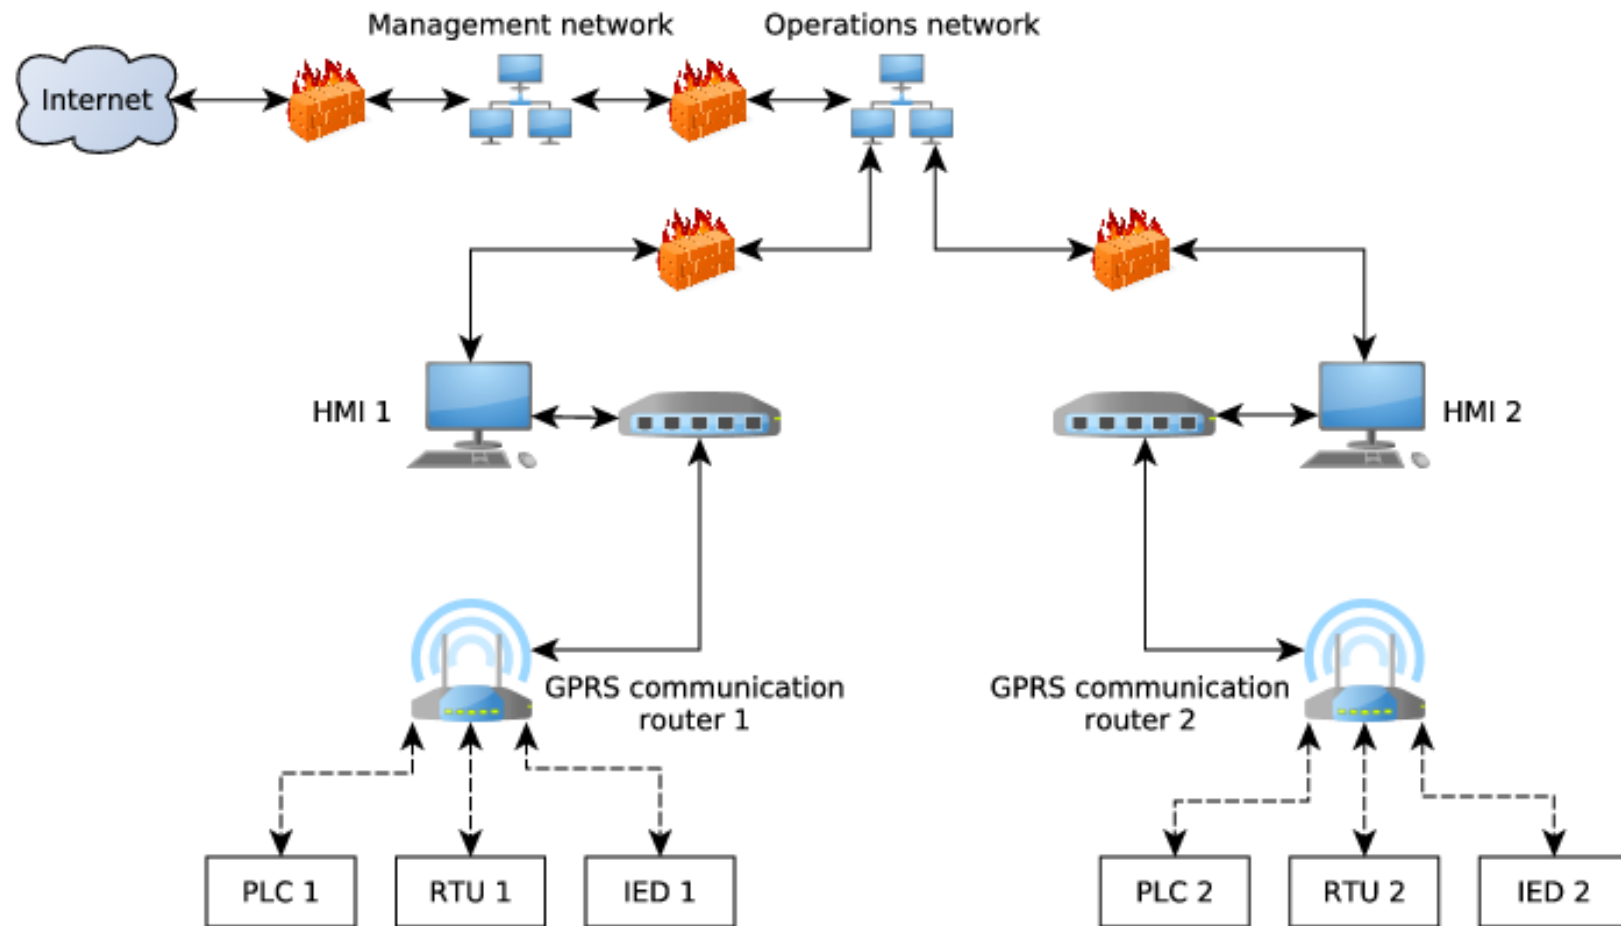 Management network
Operations network
Internet
HMI 1
HMI 2
GPRS communication
router 1
GPRS communication
router 2
PLC 1
RTU 1
IED 1
PLC 2
RTU 2
IED 2